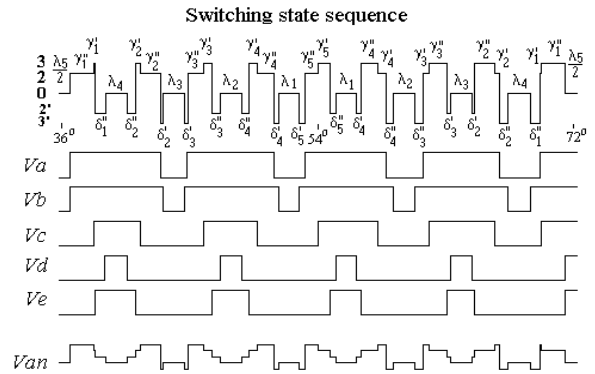 Switching state sequence
γ'₁ γ'₂ γ'₃ γ'₄ γ'₅ γ''₄ γ'₃ γ''₃ γ''₂ γ'₂ γ'₁ γ''₁
3 λ₅/2 γ''₁ γ''₂ γ''₃ γ''₄ γ''₅ λ₅/2
2 λ₄ λ₃ λ₂ λ₁ λ₁ λ₂ λ₃ λ₄
0
2'
3' δ''₁ δ''₂ δ'₂ δ'₃ δ''₃ δ''₄ δ'₄ δ'₅ δ''₅ δ''₄ δ'₄ δ'₃ δ''₃ δ'₂ δ''₂ δ''₁
36° 54° 72°
Va
Vb
Vc
Vd
Ve
Van